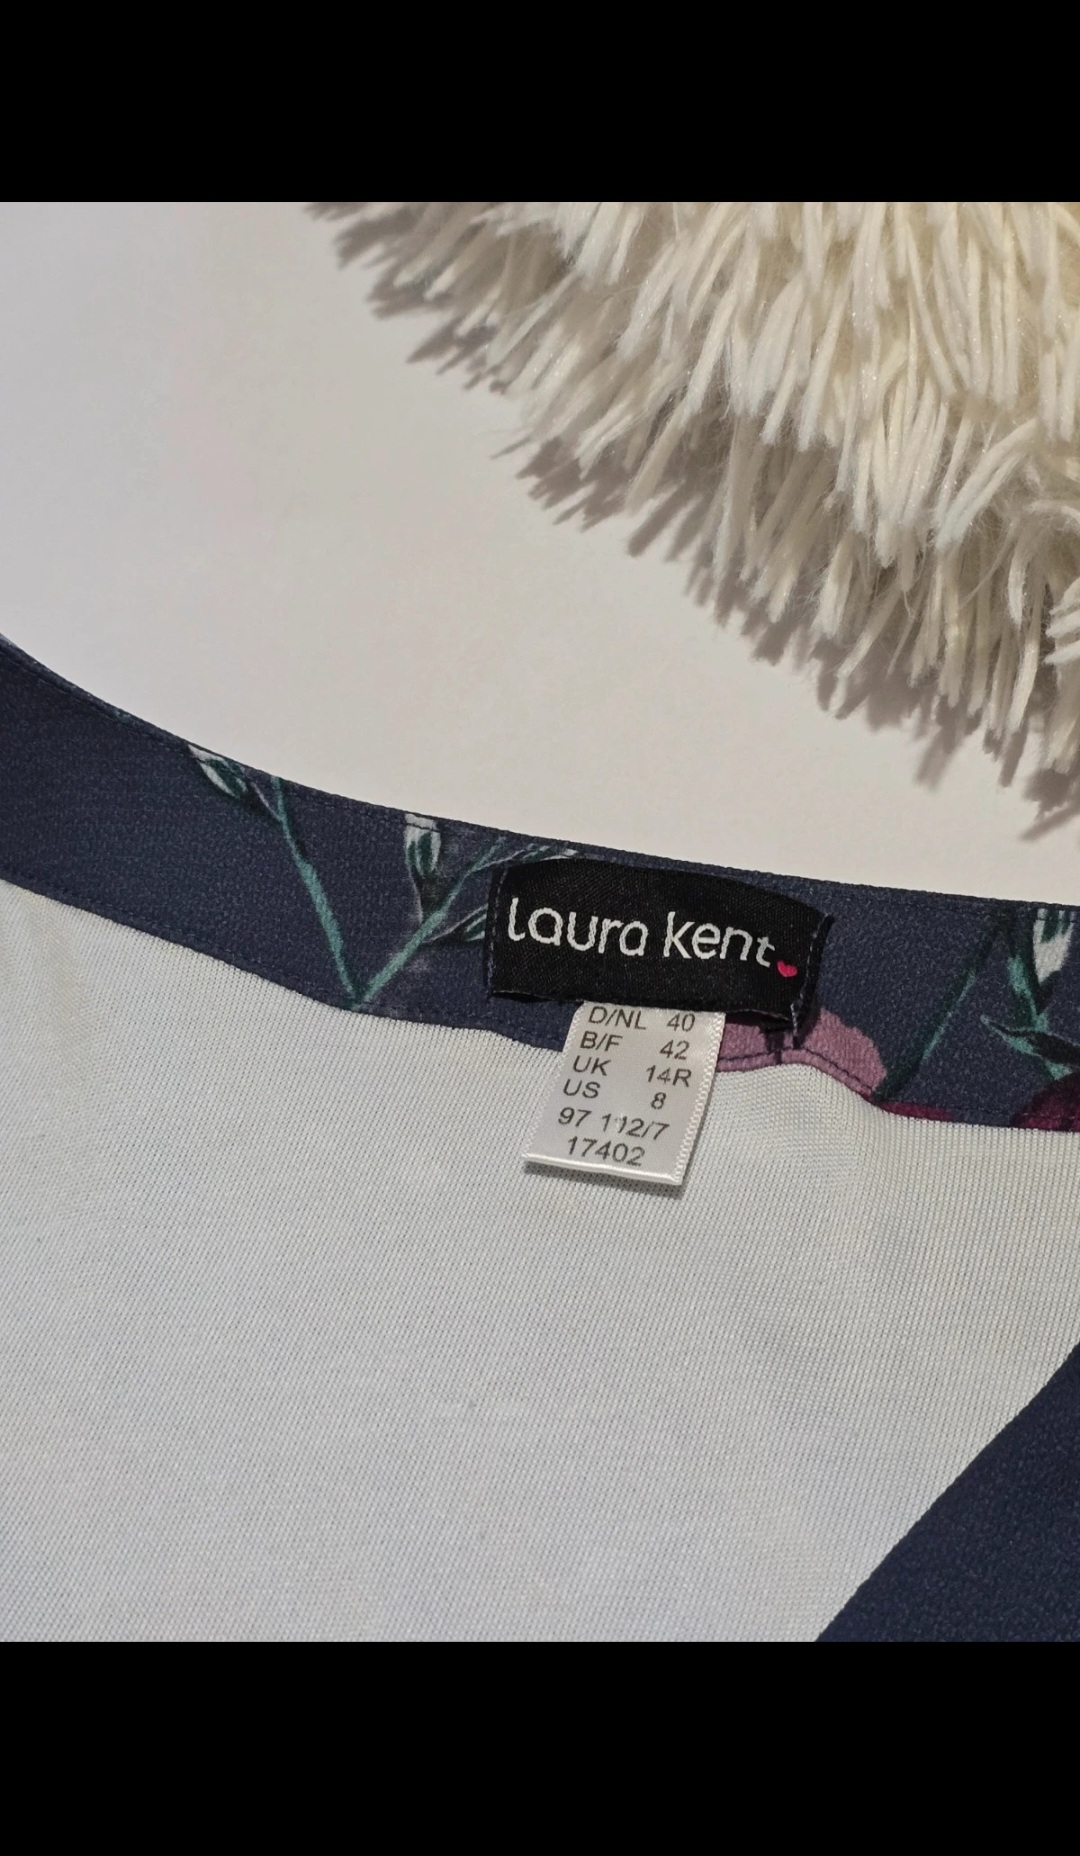 laura kent
D/NL 40
B/F 42
UK 14R
US 8
97 112/7
17402